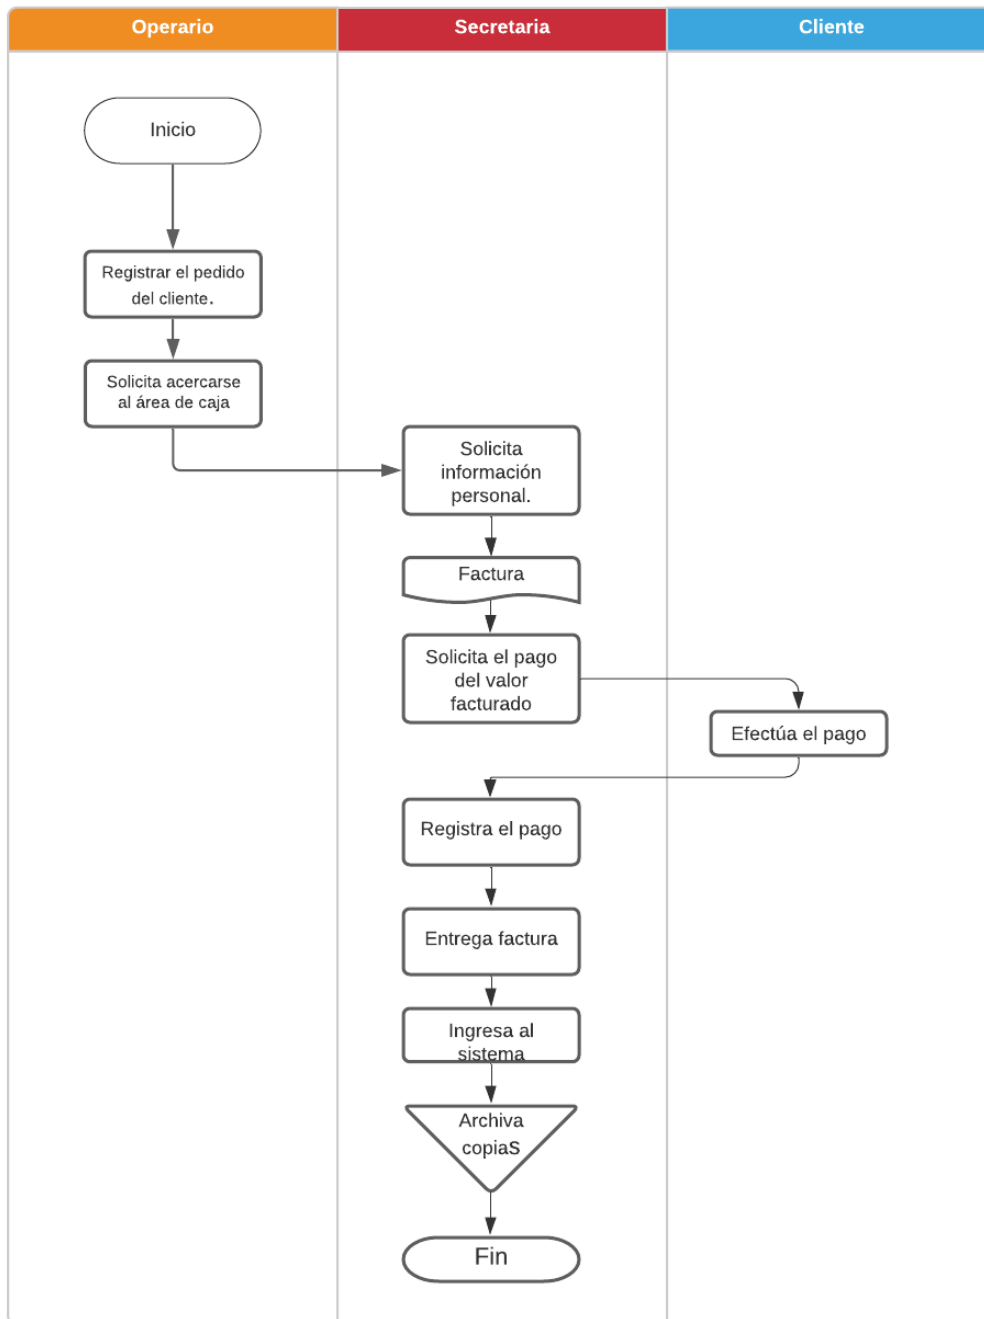 Operario
Secretaria
Cliente
Inicio
Registrar el pedido
del cliente.
Solicita acercarse
al área de caja
Solicita
información
personal.
Factura
Solicita el pago
del valor
facturado
Efectúa el pago
Registra el pago
Entrega factura
Ingresa al
sistema
Archiva
copias
Fin